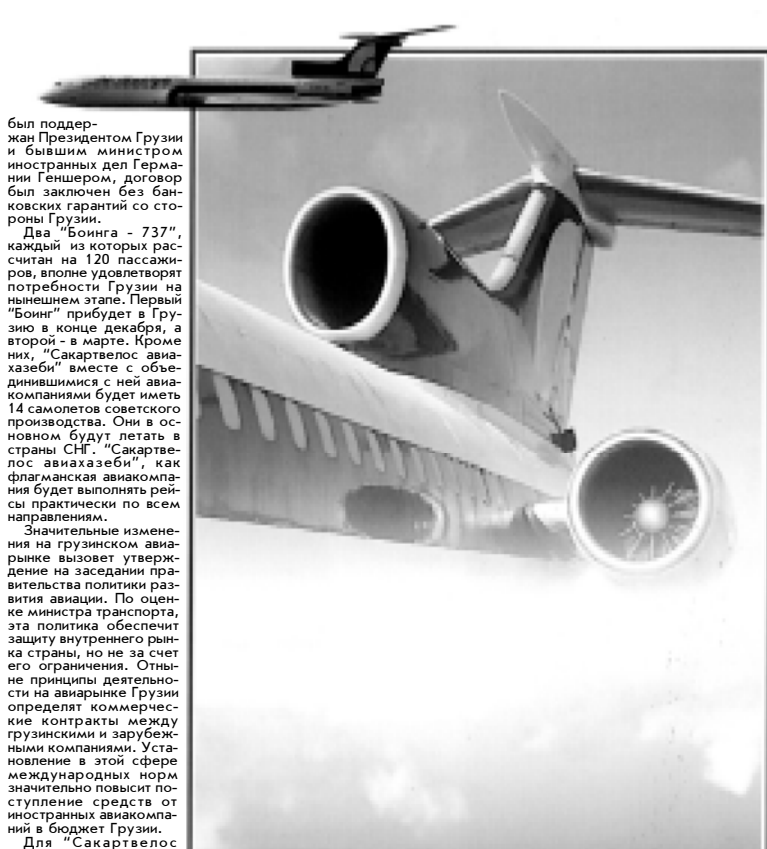 был поддер-
жан Президентом Грузии
и бывшим министром
иностранных дел Герма-
нии Геншером, договор
был заключен без бан-
ковских гарантий со сто-
роны Грузии.
Два "Боинга - 737",
каждый из которых рас-
считан на 120 пассажи-
ров, вполне удовлетворят
потребности Грузии на
нынешнем этапе. Первый
"Боинг" прибудет в Гру-
зию в конце декабря, а
второй - в марте. Кроме
них, "Сакартвелос авиа-
хазеби" вместе с объе-
динившимися с ней авиа-
компаниями будет иметь
14 самолетов советского
производства. Они в ос-
новном будут летать в
страны СНГ. "Сакартве-
лос авиахазеби", как
флагманская авиакомпа-
ния будет выполнять рей-
сы практически по всем
направлениям.
Значительные измене-
ния на грузинском авиа-
рынке вызовет утверж-
дение на заседании пра-
вительства политики раз-
вития авиации. По оцен-
ке министра транспорта,
эта политика обеспечит
защиту внутреннего рын-
ка страны, но не за счет
его ограничения. Отны-
не принципы деятельно-
сти на авиарынке Грузии
определят коммерчес-
кие контракты между
грузинскими и зарубеж-
ными компаниями. Уста-
новление в этой сфере
международных норм
значительно повысит по-
ступление средств от
иностранных авиакомпа-
ний в бюджет Грузии.
Для "Сакартвелос